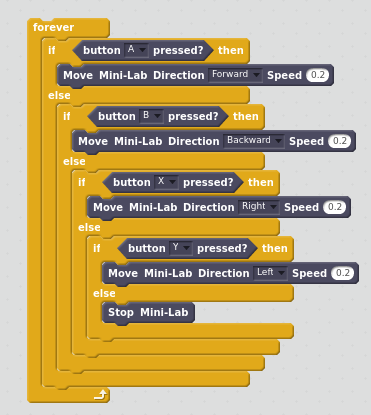 forever
if button A pressed? then
Move Mini-Lab Direction Forward Speed 0.2
else
if button B pressed? then
Move Mini-Lab Direction Backward Speed 0.2
else
if button X pressed? then
Move Mini-Lab Direction Right Speed 0.2
else
if button Y pressed? then
Move Mini-Lab Direction Left Speed 0.2
else
Stop Mini-Lab